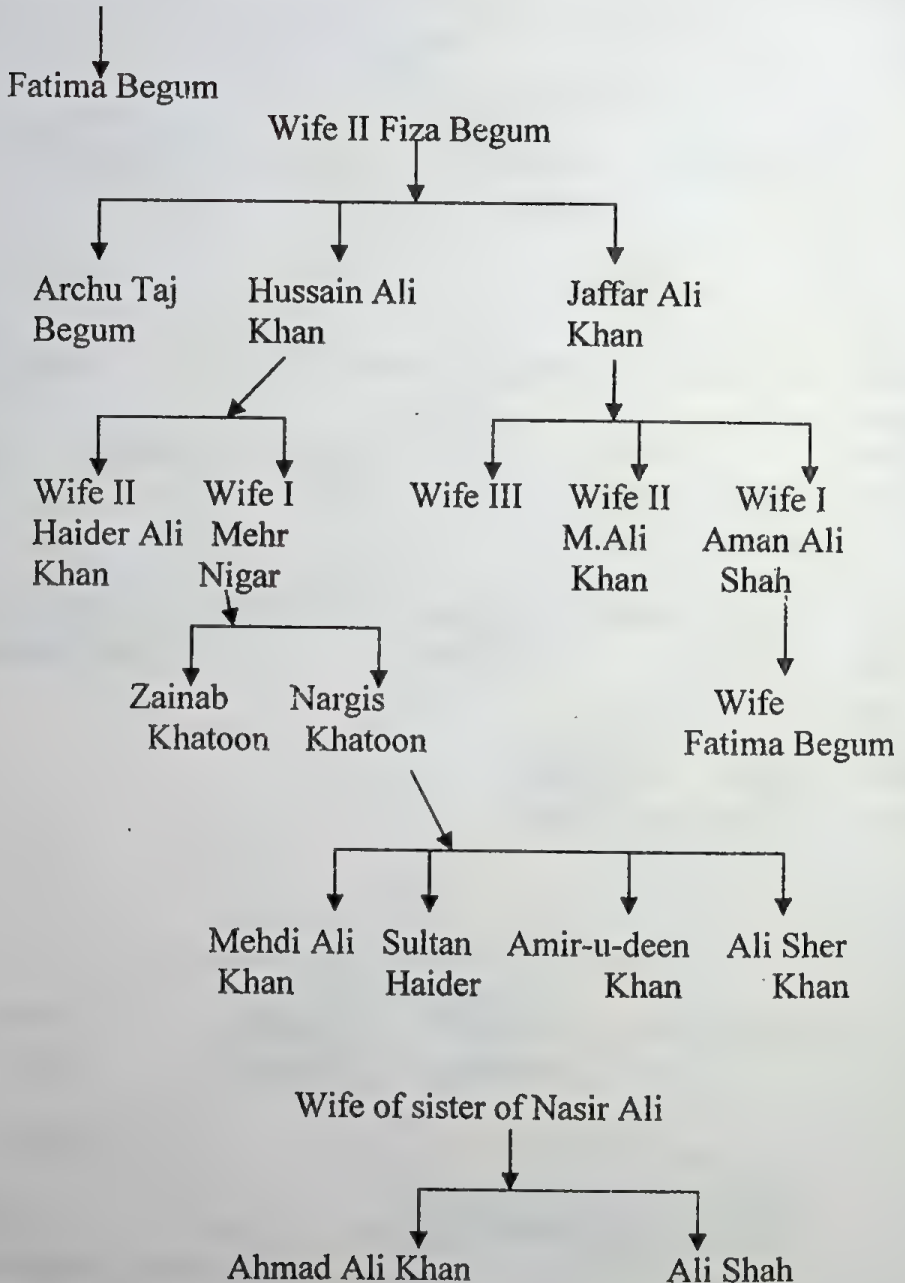 Fatima Begum
Wife II Fiza Begum
Archu Taj
Begum
Hussain Ali
Khan
Jaffar Ali
Khan
Wife II
Haider Ali
Khan
Wife I
Mehr
Nigar
Wife III
Wife II
M.Ali
Khan
Wife I
Aman Ali
Shah
Zainab
Khatoon
Nargis
Khatoon
Wife
Fatima Begum
Mehdi Ali
Khan
Sultan
Haider
Amir-u-deen
Khan
Ali Sher
Khan
Wife of sister of Nasir Ali
Ahmad Ali Khan
Ali Shah